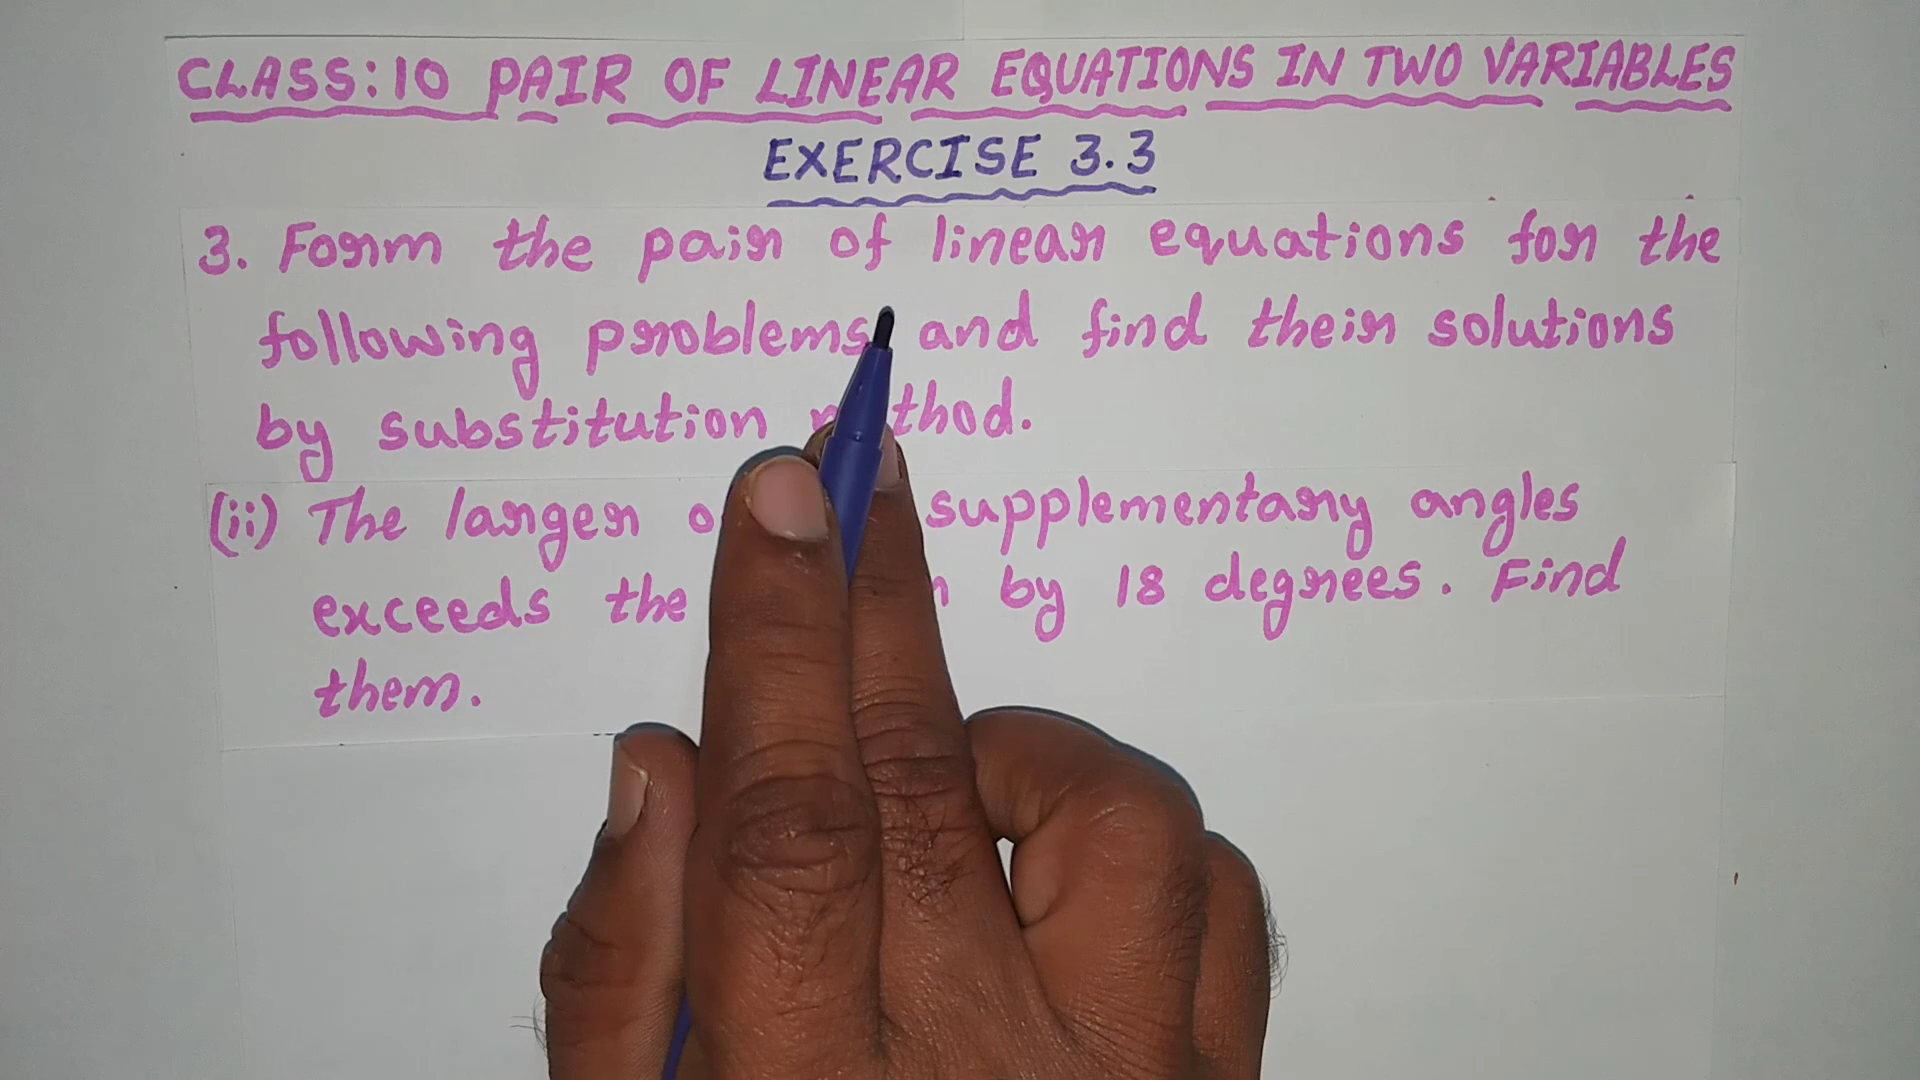 CLASS:10 PAIR OF LINEAR EQUATIONS IN TWO VARIABLES
EXERCISE 3.3
3. Form the pair of linear equations for the
following problems and find their solutions
by substitution method.
(ii) The larger supplementary angles
exceeds the by 18 degrees. Find
them.